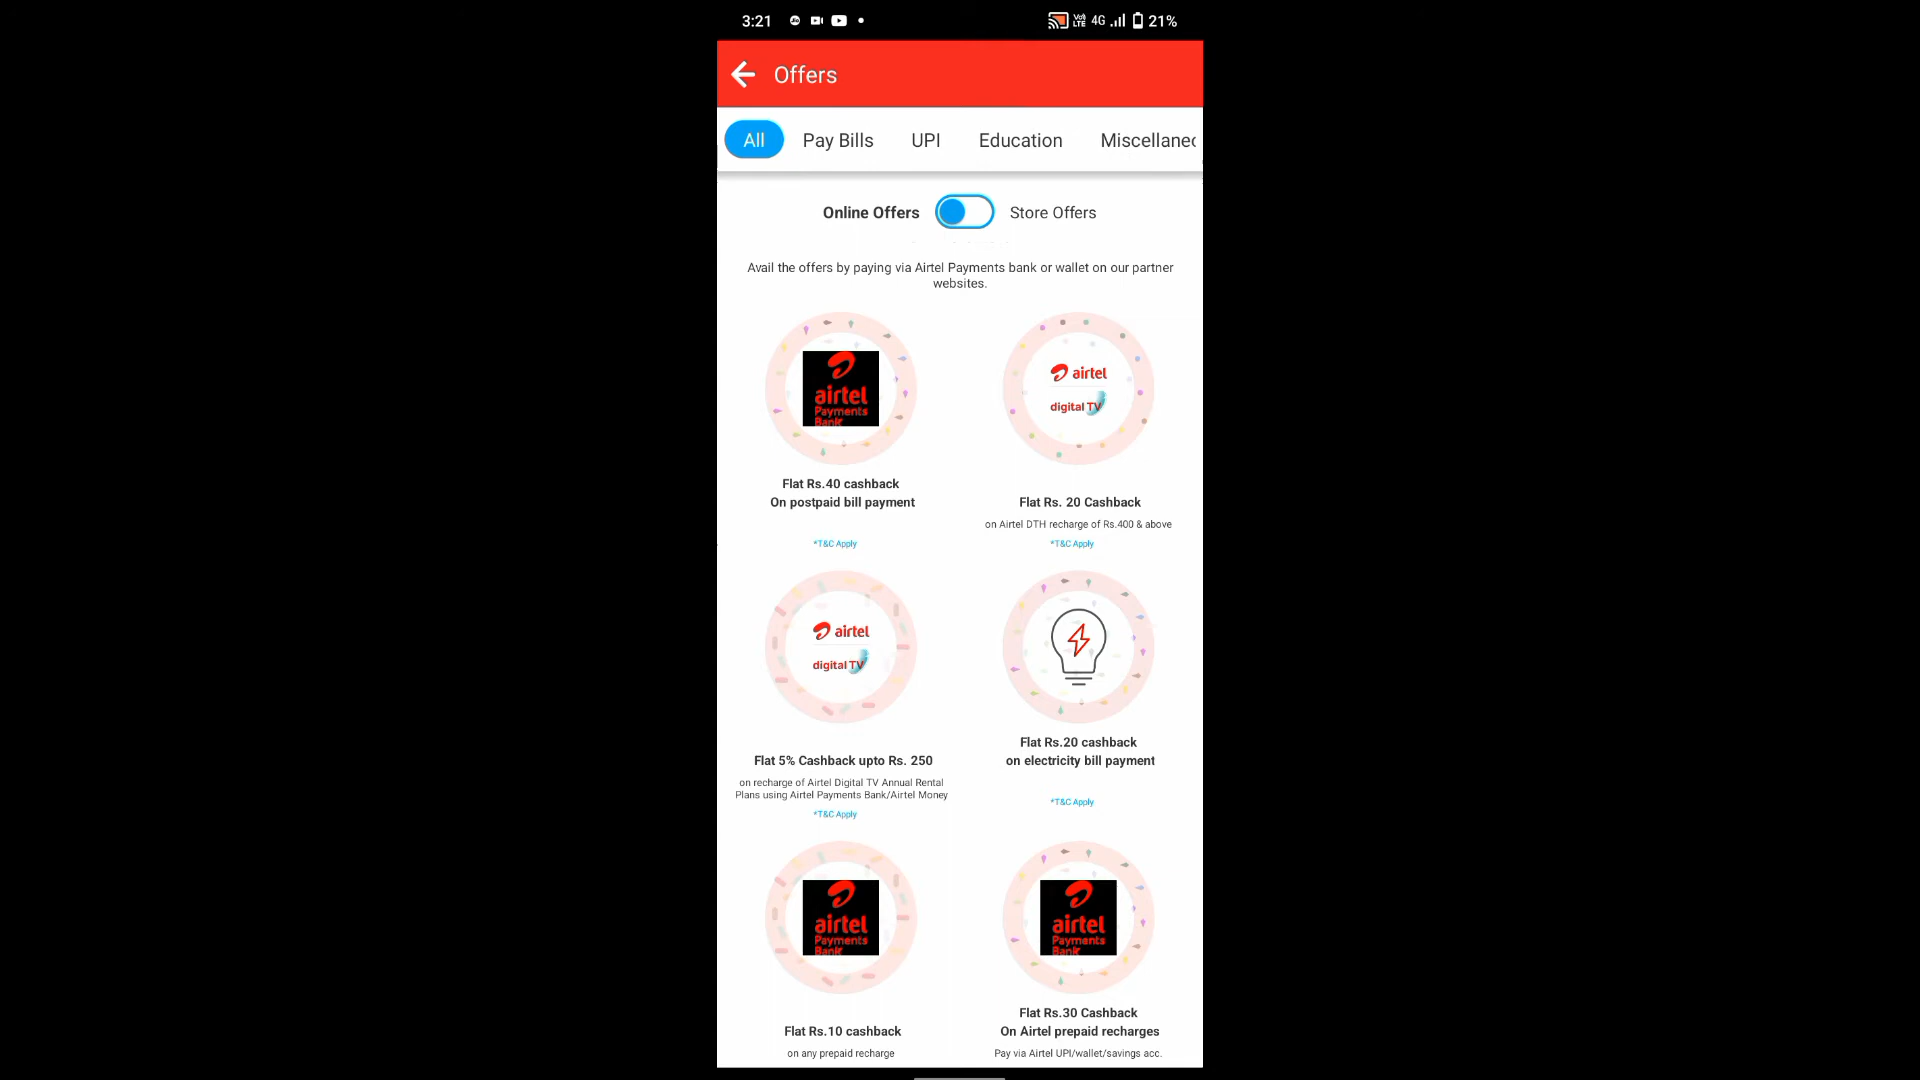 3:21
VoLTE 4G 21%
Offers
All Pay Bills UPI Education Miscellanec
Online Offers Store Offers
Avail the offers by paying via Airtel Payments bank or wallet on our partner
websites.
airtel
Payments
Bank
Flat Rs.40 cashback
On postpaid bill payment
*T&C Apply
airtel
digital TV
Flat Rs. 20 Cashback
on Airtel DTH recharge of Rs.400 & above
*T&C Apply
airtel
digital TV
Flat 5% Cashback upto Rs. 250
on recharge of Airtel Digital TV Annual Rental
Plans using Airtel Payments Bank/Airtel Money
*T&C Apply
Flat Rs.20 cashback
on electricity bill payment
*T&C Apply
airtel
Payments
Bank
Flat Rs.10 cashback
on any prepaid recharge
airtel
Payments
Bank
Flat Rs.30 Cashback
On Airtel prepaid recharges
Pay via Airtel UPI/wallet/savings acc.